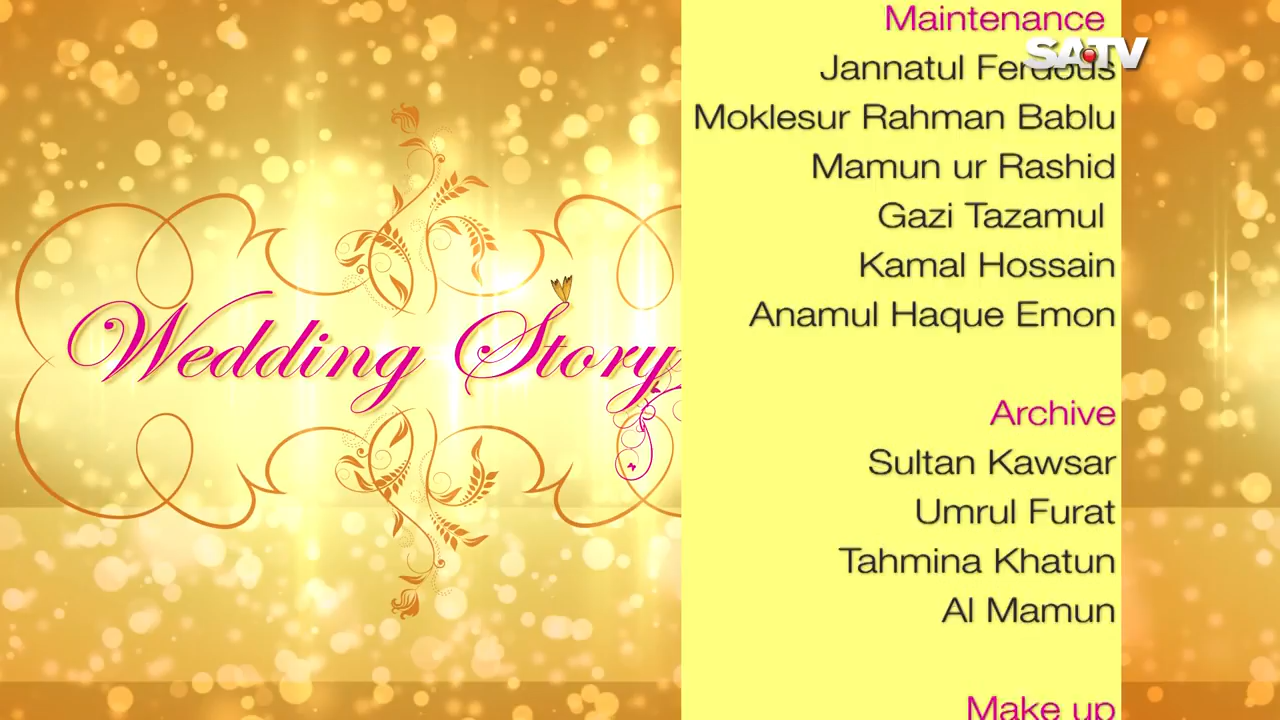 Wedding Story
Maintenance
SATV
Jannatul Ferdous
Moklesur Rahman Bablu
Mamun ur Rashid
Gazi Tazamul
Kamal Hossain
Anamul Haque Emon
Archive
Sultan Kawsar
Umrul Furat
Tahmina Khatun
Al Mamun
Make up